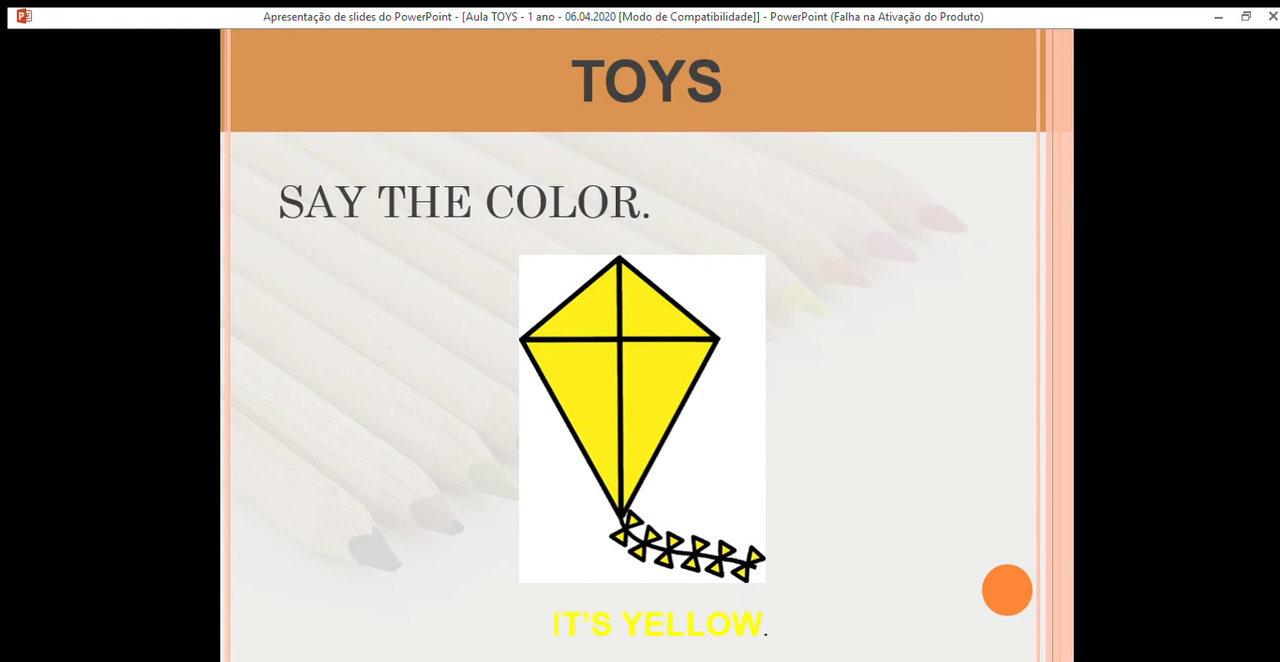 Apresentação de slides do PowerPoint - [Aula TOYS - 1 ano - 06.04.2020 [Modo de Compatibilidade]] - PowerPoint (Falha na Ativação do Produto)
TOYS
SAY THE COLOR.
IT’S YELLOW.